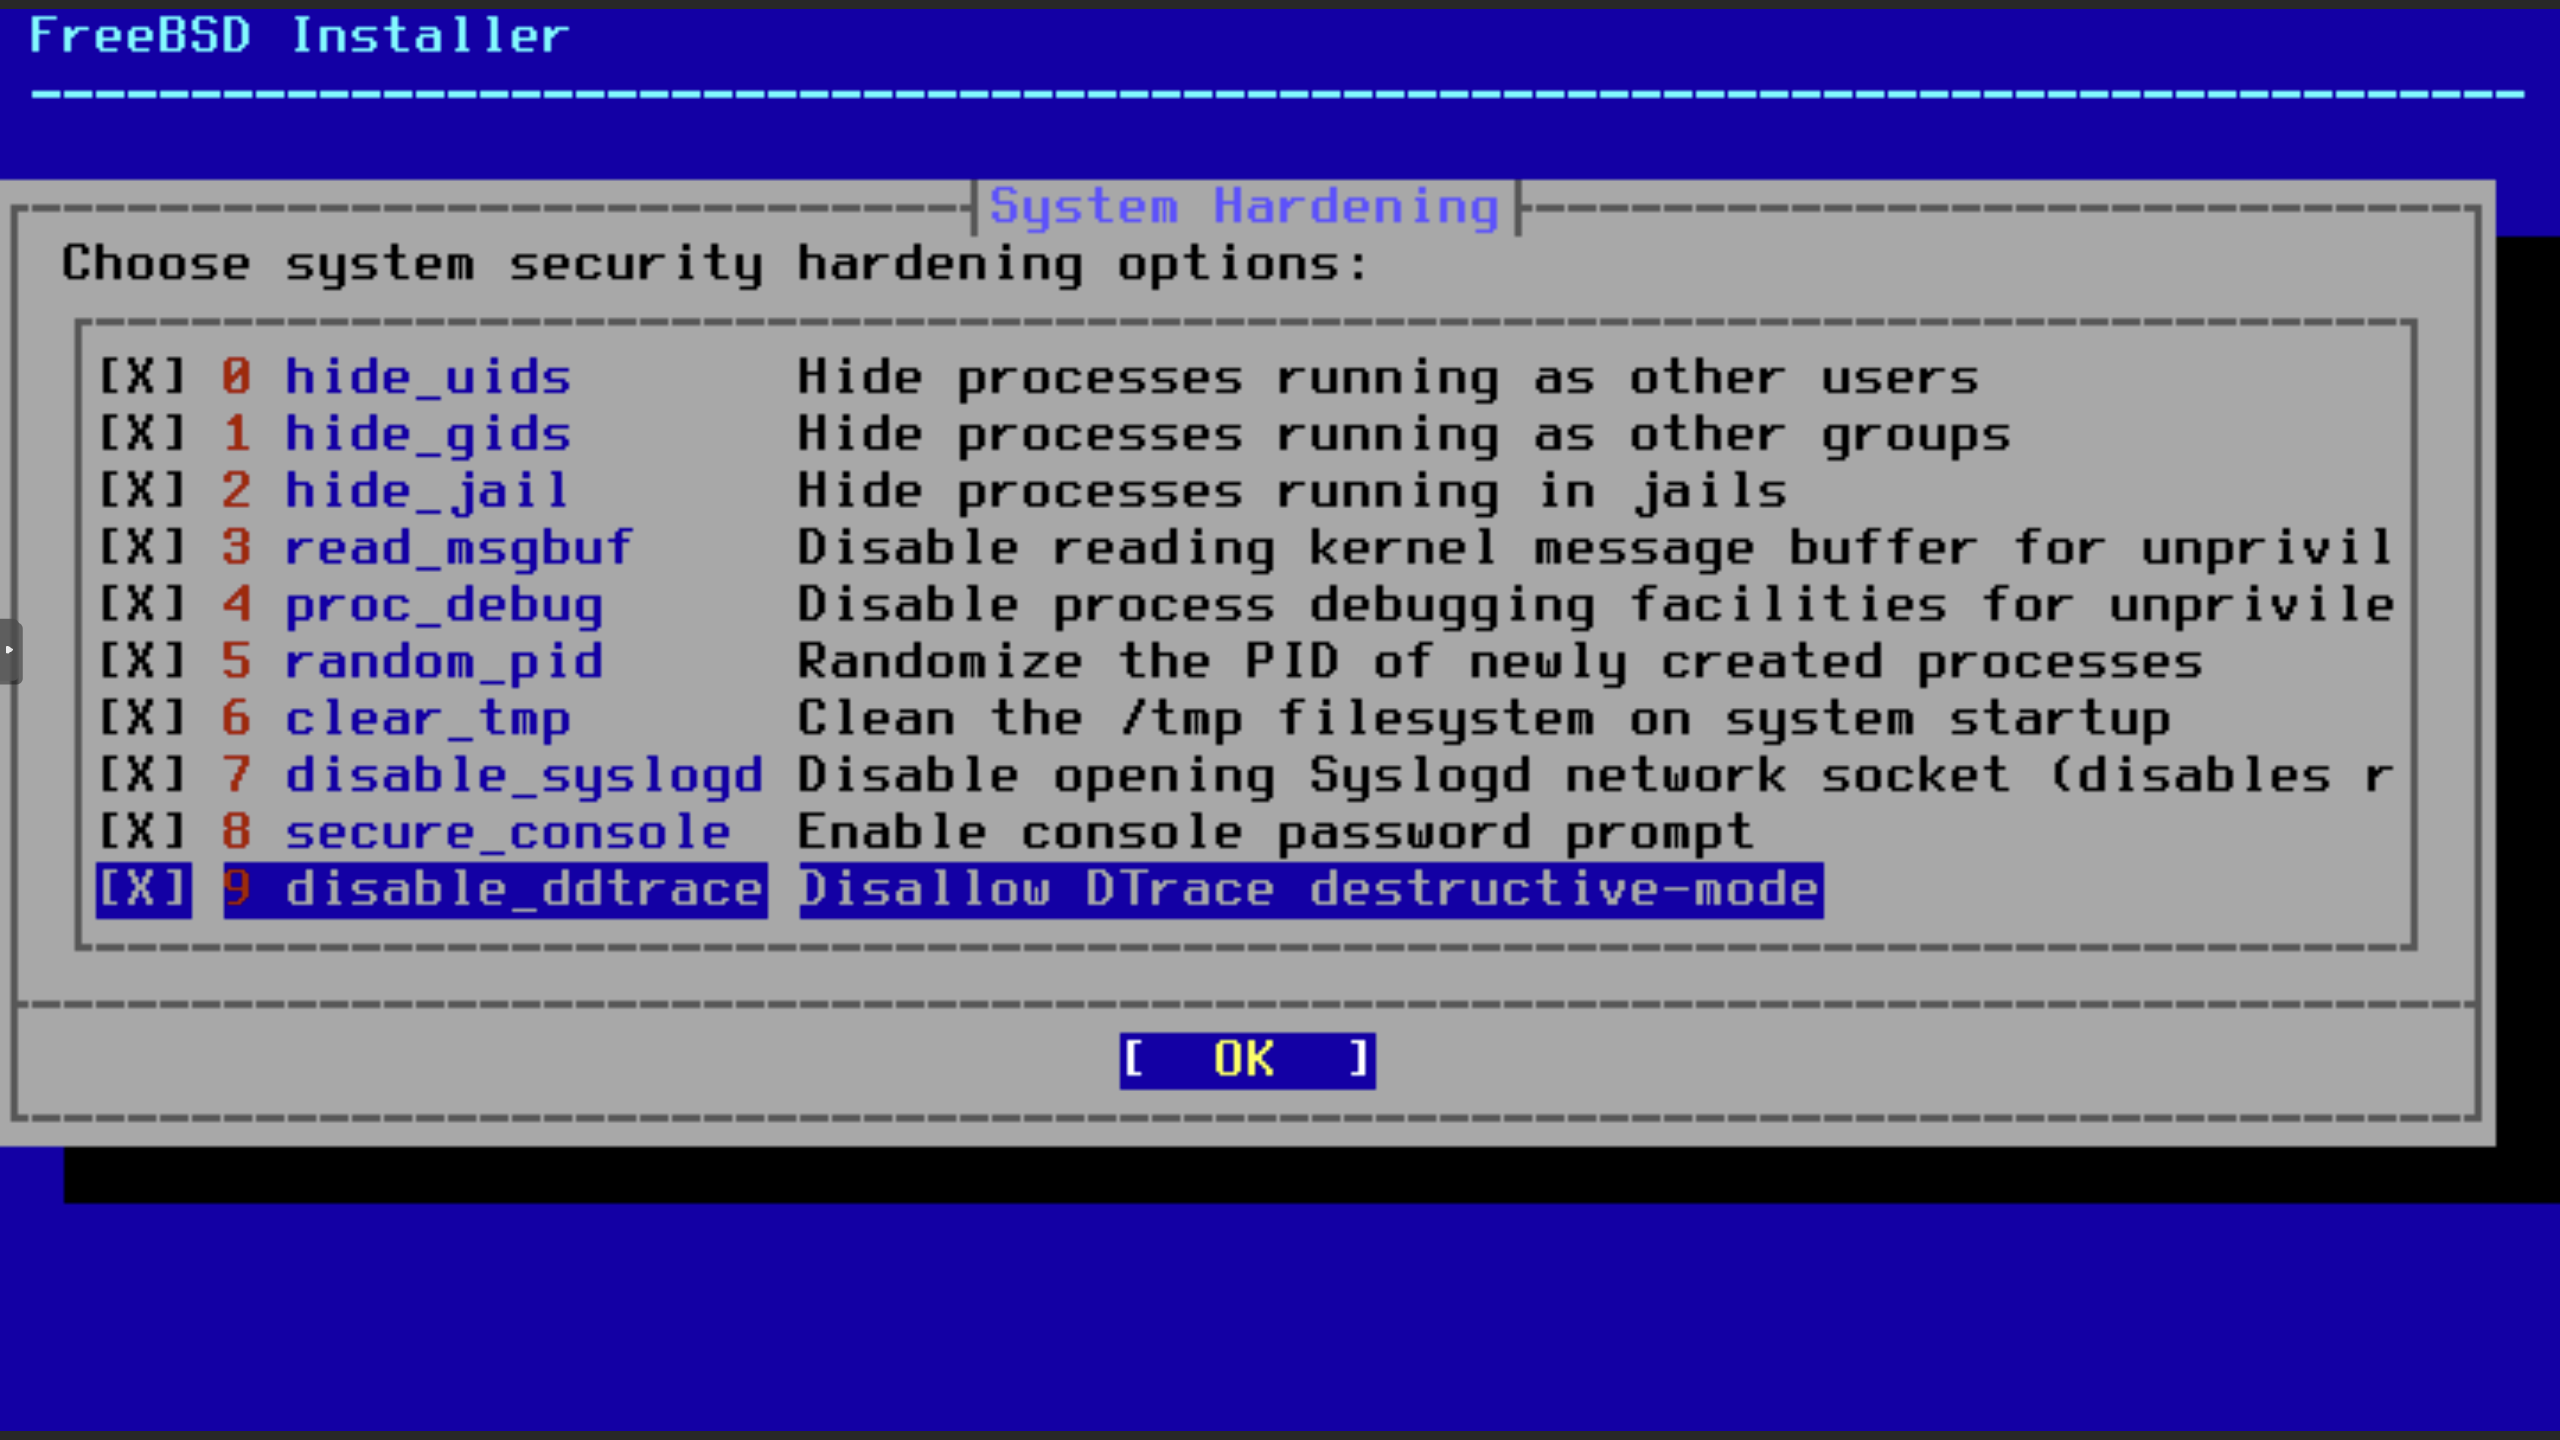 FreeBSD Installer
System Hardening
Choose system security hardening options:
[X] 0 hide_uids Hide processes running as other users
[X] 1 hide_gids Hide processes running as other groups
[X] 2 hide_jail Hide processes running in jails
[X] 3 read_msgbuf Disable reading kernel message buffer for unprivil
[X] 4 proc_debug Disable process debugging facilities for unprivile
[X] 5 random_pid Randomize the PID of newly created processes
[X] 6 clear_tmp Clean the /tmp filesystem on system startup
[X] 7 disable_syslogd Disable opening Syslogd network socket (disables r
[X] 8 secure_console Enable console password prompt
[X] 9 disable_ddtrace Disallow DTrace destructive-mode
[ OK ]